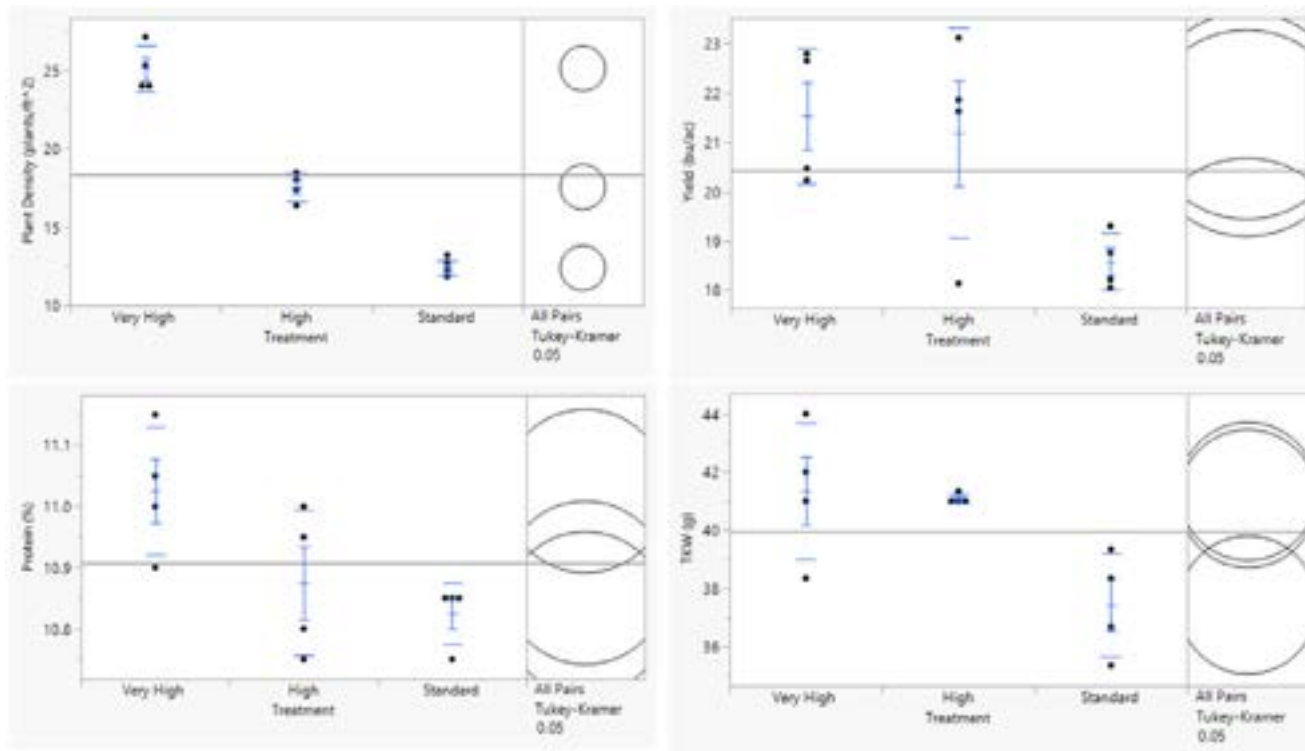 Plant Density (plants/ft^2)
25
20
15
10
Very High
High
Standard
Treatment
All Pairs
Tukey-Kramer
0.05
Yield (bu/ac)
23
22
21
20
19
18
Very High
High
Standard
Treatment
All Pairs
Tukey-Kramer
0.05
Protein (%)
11.1
11.0
10.9
10.8
Very High
High
Standard
Treatment
All Pairs
Tukey-Kramer
0.05
TKW (g)
44
42
40
38
36
Very High
High
Standard
Treatment
All Pairs
Tukey-Kramer
0.05